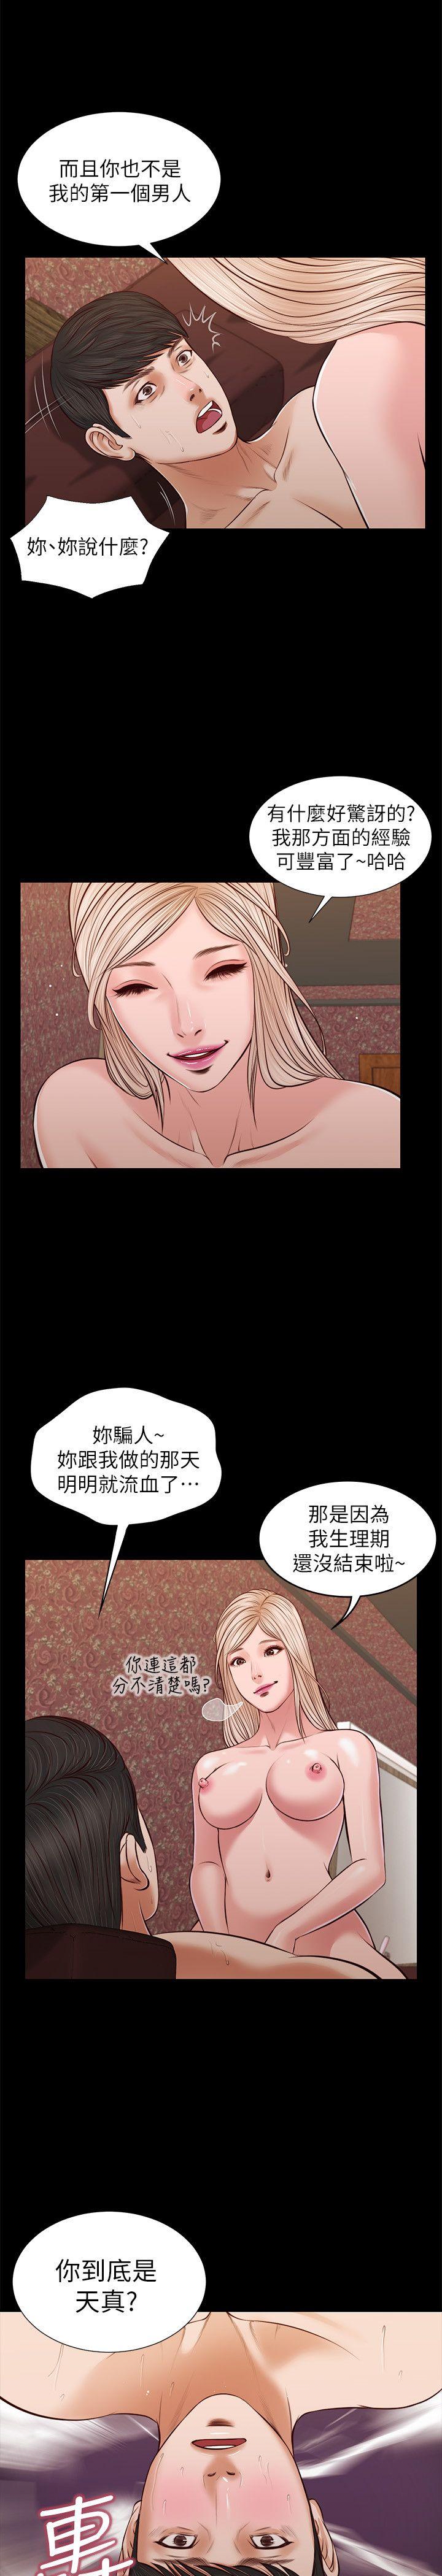 而且你也不是
我的第一個男人
妳、妳說什麼?
有什麼好驚訝的?
我那方面的經驗
可豐富了~哈哈
妳騙人~
妳跟我做的那天
明明就流血了…
那是因為
我生理期
還沒結束啦~
你連這都
分不清楚嗎?
你到底是
天真?